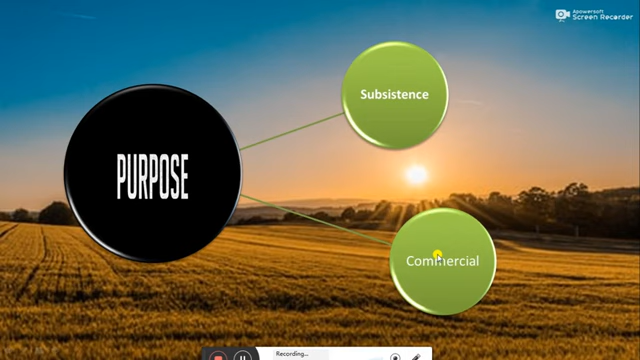 Apowersoft
Screen Recorder
Subsistence
PURPOSE
Commercial
Recording...